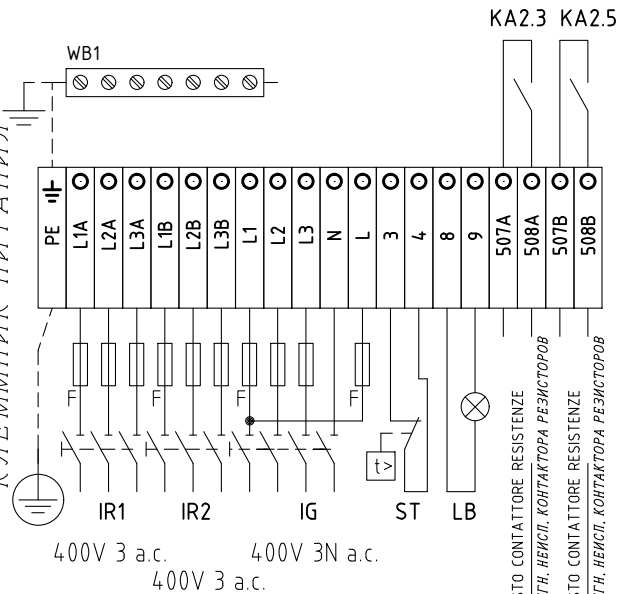 KA2.3 KA2.5
WB1
КЛЕММНИК ПИТАНИЯ
PE L1A L2A L3A L1B L2B L3B L1 L2 L3 N L 3 4 8 9 507A 508A 507B 508B
F F F F
t>
IR1 IR2 IG ST LB
400V 3 a.c. 400V 3N a.c.
400V 3 a.c.
CONTATTORE RESISTENZE
НЕИСП. КОНТАКТОРА РЕЗИСТОРОВ
CONTATTORE RESISTENZE
НЕИСП. КОНТАКТОРА РЕЗИСТОРОВ